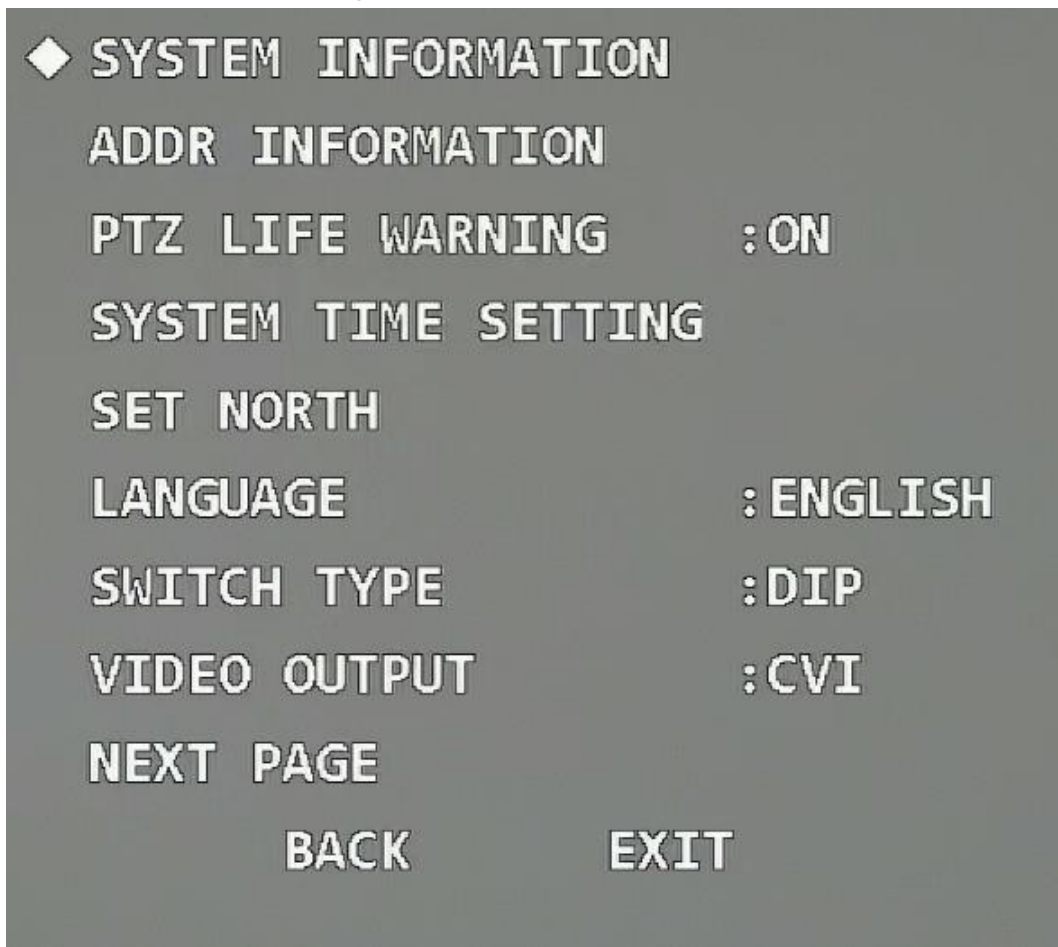 SYSTEM INFORMATION
ADDR INFORMATION
PTZ LIFE WARNING :ON
SYSTEM TIME SETTING
SET NORTH
LANGUAGE :ENGLISH
SWITCH TYPE :DIP
VIDEO OUTPUT :CVI
NEXT PAGE
BACK EXIT